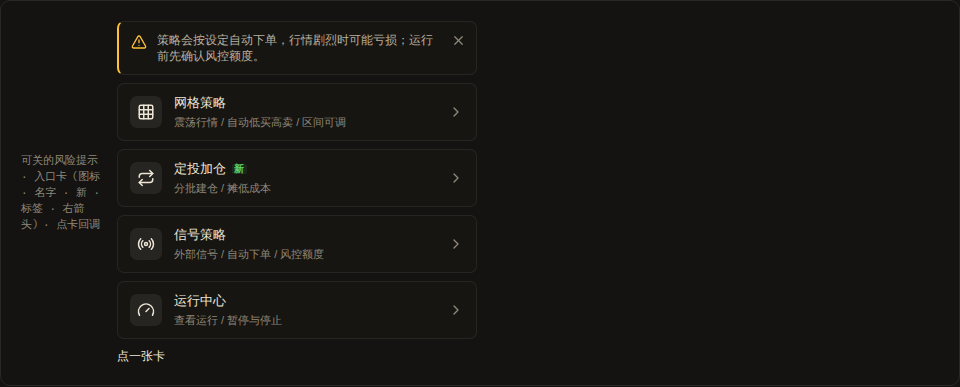 策略会按设定自动下单，行情剧烈时可能亏损；运行
前先确认风控额度。
网格策略
震荡行情 / 自动低买高卖 / 区间可调
可关的风险提示
· 入口卡（图标
· 名字 · 新 ·
标签 · 右箭
头）· 点卡回调
定投加仓 新
分批建仓 / 摊低成本
信号策略
外部信号 / 自动下单 / 风控额度
运行中心
查看运行 / 暂停与停止
点一张卡